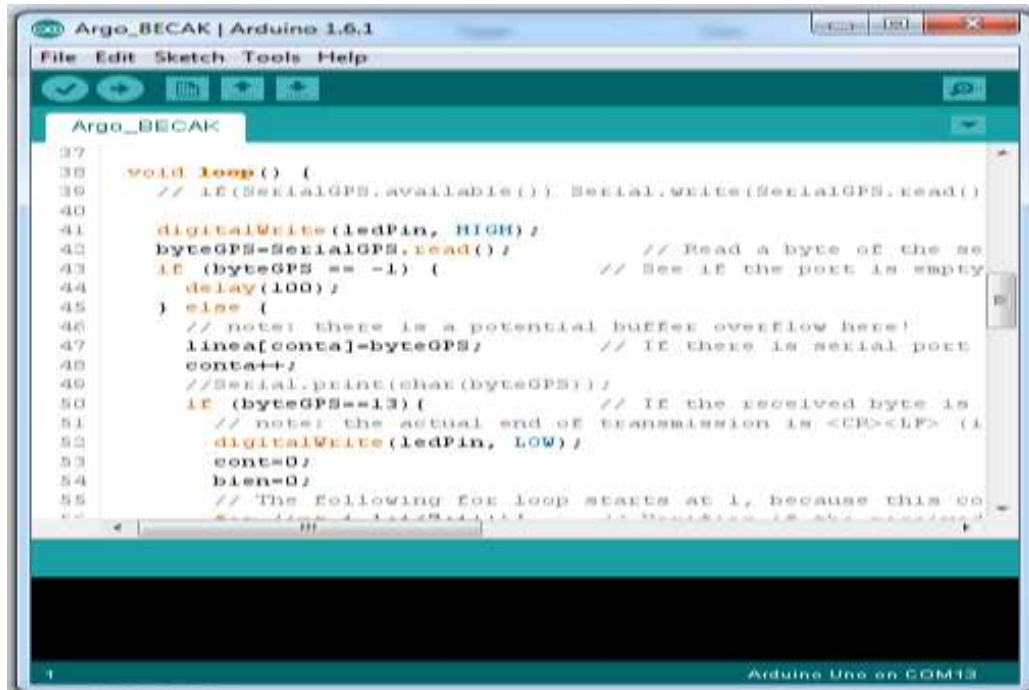 Argo_BECAK | Arduino 1.6.1
File Edit Sketch Tools Help
Argo_BECAK
37
38 void loop() {
39 // if(SerialGPS.available()) Serial.write(SerialGPS.read()
40
41 digitalWrite(ledPin, HIGH);
42 byteGPS=SerialGPS.read(); // Read a byte of the se
43 if (byteGPS == -1) { // See if the port is empty
44 delay(100);
45 } else {
46 // note: there is a potential buffer overflow here!
47 linea[conta]=byteGPS; // If there is serial port
48 conta++;
49 //Serial.print(char(byteGPS));
50 if (byteGPS==13){ // If the received byte is
51 // note: the actual end of transmission is <CR><LF> (i
52 digitalWrite(ledPin, LOW);
53 cont=0;
54 bien=0;
55 // The following for loop starts at 1, because this co
1 Arduino Uno on COM13